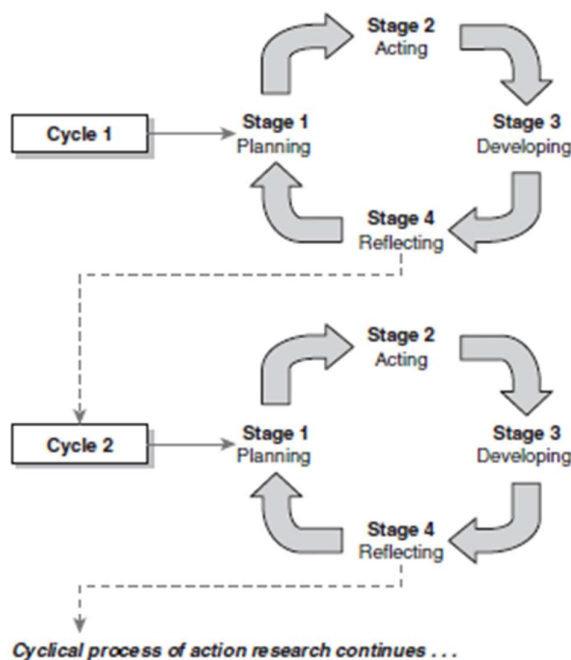 Stage 2
Acting
Cycle 1
Stage 1
Planning
Stage 3
Developing
Stage 4
Reflecting
Stage 2
Acting
Cycle 2
Stage 1
Planning
Stage 3
Developing
Stage 4
Reflecting
Cyclical process of action research continues . . .